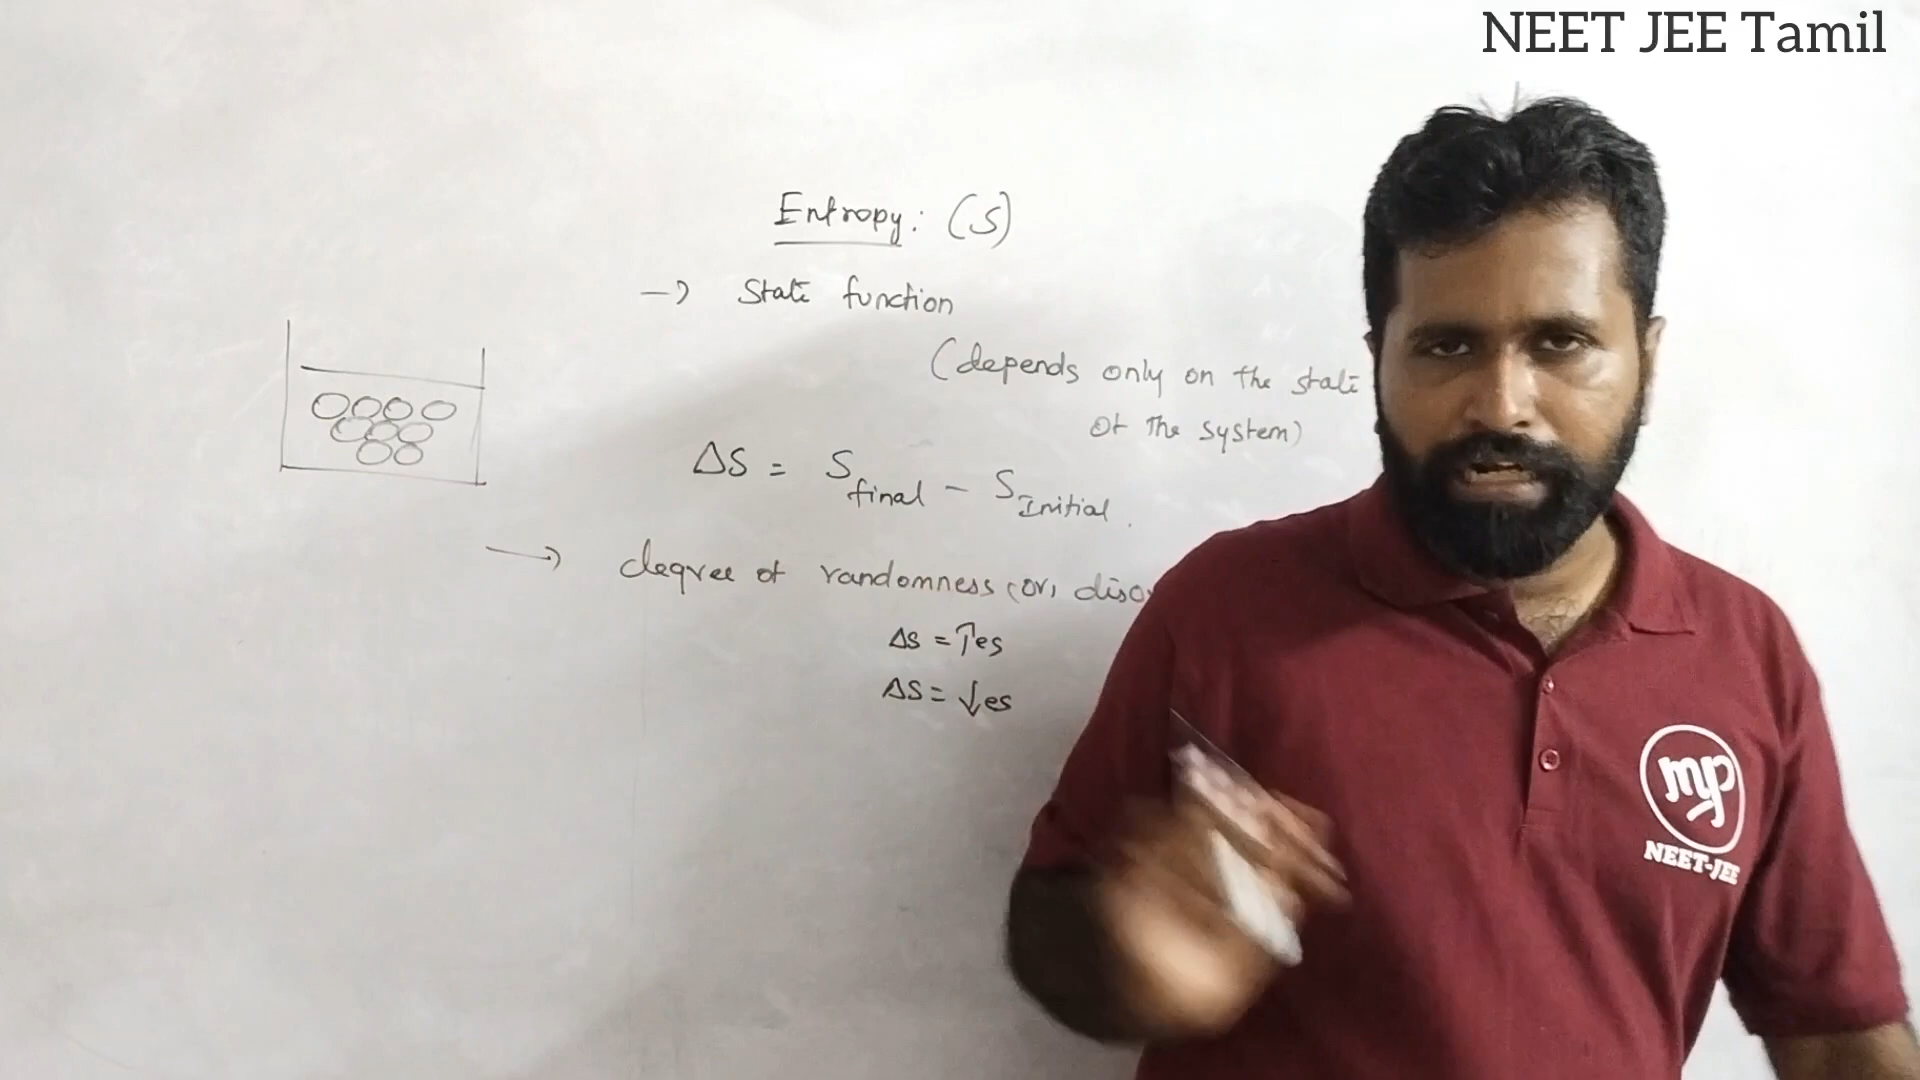 NEET JEE Tamil
Entropy: (S)
→ State function
(depends only on the state
of the system)
ΔS = S final - S Initial.
→ degree of randomness (or)
ΔS = ↑es
ΔS = ↓es
mp
NEET-JEE